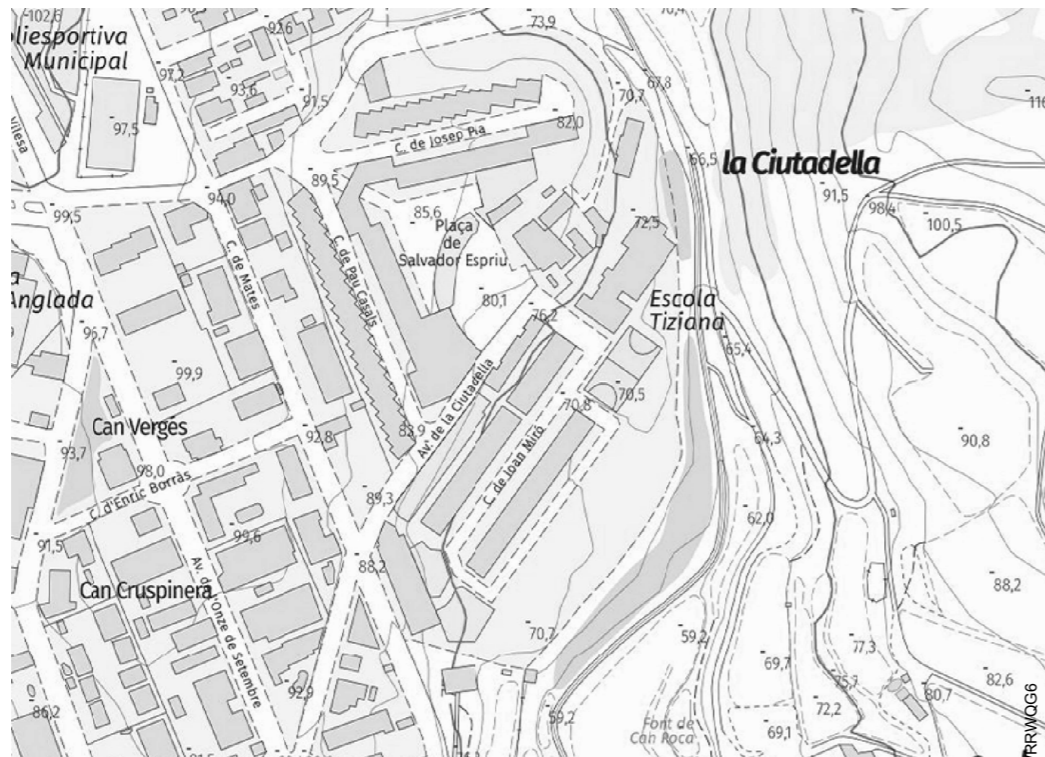 102,6
92,6
73,9
oliesportiva
Municipal
97,2
93,6
91,5
67,8
70,7
97,5
82,0
C. de Josep Pla
Vilesa
66,5
la Ciutadella
89,5
94,0
91,5
98,4
99,5
85,6
72,5
100,5
Plaça
de
Salvador Espriu
C. de Mates
C. de Pau Casals
Anglada
80,1
76,2
Escola
Tiziana
96,7
65,4
99,9
Av. de la Ciutadella
70,5
70,8
Can Vergés
92,8
83,9
C. de Joan Miró
64,3
90,8
93,7
98,0
C. d'Enric Borràs
89,3
62,0
99,6
91,5
88,2
Can Cruspinera
88,2
Av. d'Onze de Setembre
70,7
59,2
77,3
69,7
92,9
75,7
82,6
80,7
86,2
59,2
72,2
Font de
Can Roca
69,1
RRWQG6